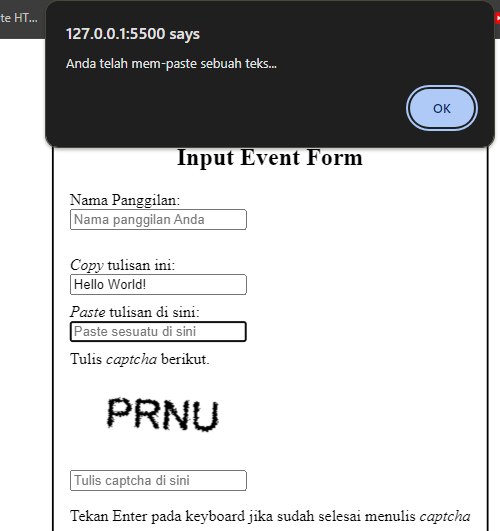 te HT...
127.0.0.1:5500 says
Anda telah mem-paste sebuah teks...
OK
Input Event Form
Nama Panggilan:
Nama panggilan Anda
Copy tulisan ini:
Hello World!
Paste tulisan di sini:
Paste sesuatu di sini
Tulis captcha berikut.
PRNU
Tulis captcha di sini
Tekan Enter pada keyboard jika sudah selesai menulis captcha